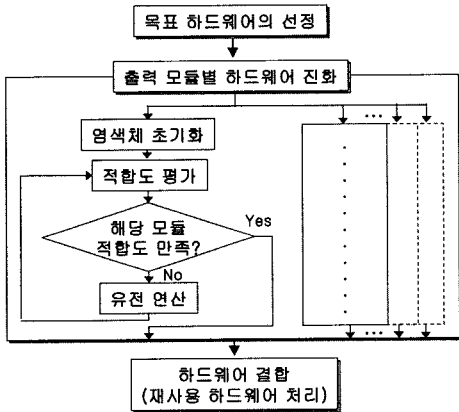 목표 하드웨어의 선정
출력 모듈별 하드웨어 진화
염색체 초기화
적합도 평가
해당 모듈
적합도 만족?
Yes
No
유전 연산
하드웨어 결합
(재사용 하드웨어 처리)